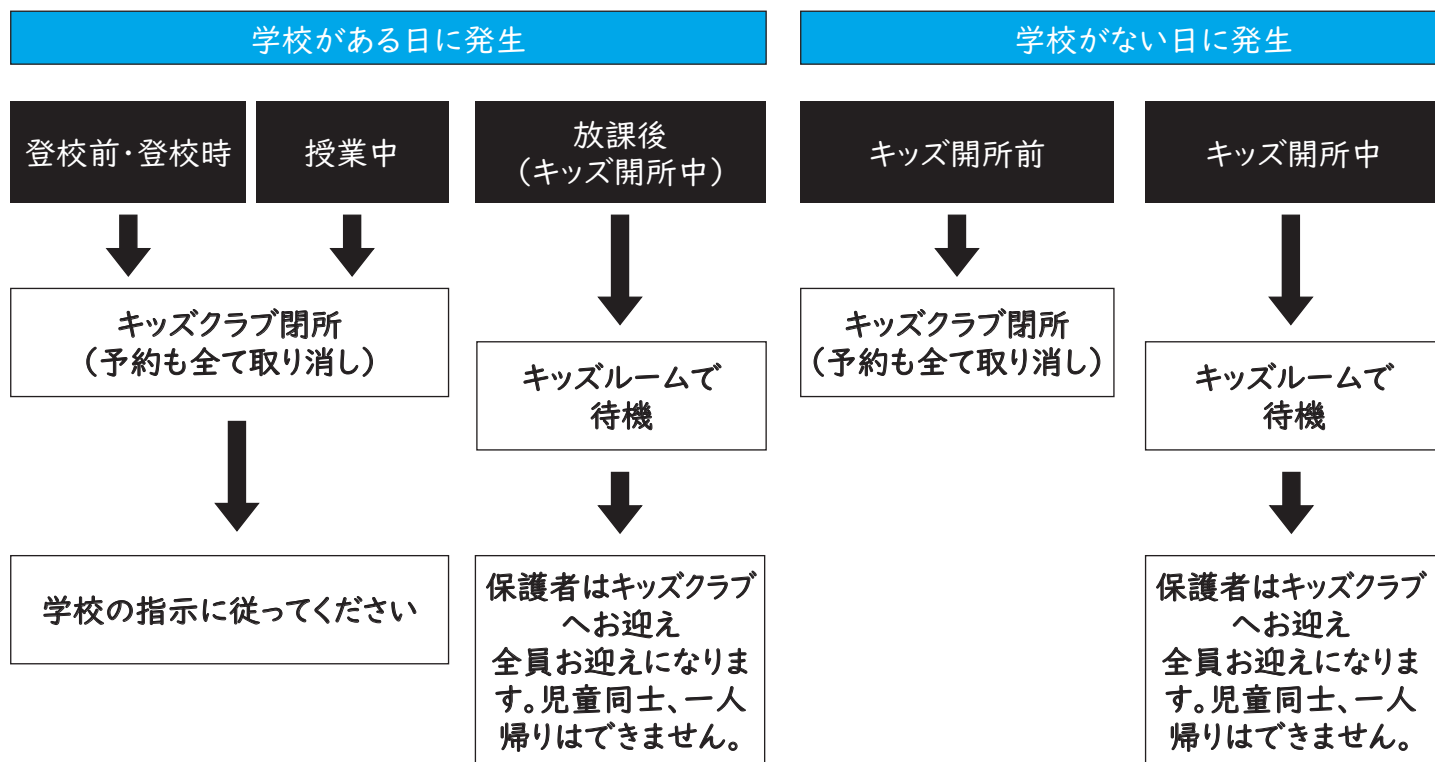 学校がある日に発生
学校がない日に発生
登校前・登校時
授業中
放課後
(キッズ開所中)
キッズ開所前
キッズ開所中
キッズクラブ閉所
(予約も全て取り消し)
学校の指示に従ってください
キッズルームで
待機
保護者はキッズクラブ
へお迎え
全員お迎えになりま
す。児童同士、一人
帰りはできません。
キッズクラブ閉所
(予約も全て取り消し)
キッズルームで
待機
保護者はキッズクラブ
へお迎え
全員お迎えになりま
す。児童同士、一人
帰りはできません。